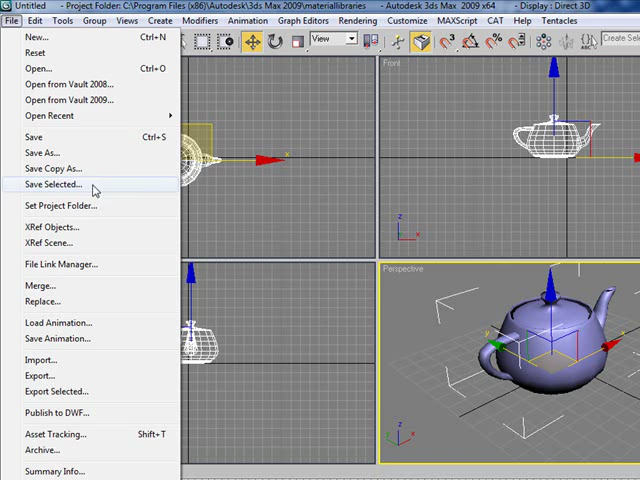 Untitled - Project Folder: C:\Program Files\Autodesk\3ds Max 2009\materiallibraries - Autodesk 3ds Max 2009 x64 - Display : Direct 3D
File Edit Tools Group Views Create Modifiers Animation Graph Editors Rendering Customize MAXScript CAT Help Tentacles
New... Ctrl+N
Reset
Open... Ctrl+O
Open from Vault 2008...
Open from Vault 2009...
Open Recent
Save Ctrl+S
Save As...
Save Copy As...
Save Selected...
Set Project Folder...
XRef Objects...
XRef Scene...
File Link Manager...
Merge...
Replace...
Load Animation...
Save Animation...
Import...
Export...
Export Selected...
Publish to DWF...
Asset Tracking... Shift+T
Archive...
Summary Info...
View
Create Selec
Front
x
z
x
Perspective
y
x
z
y
x